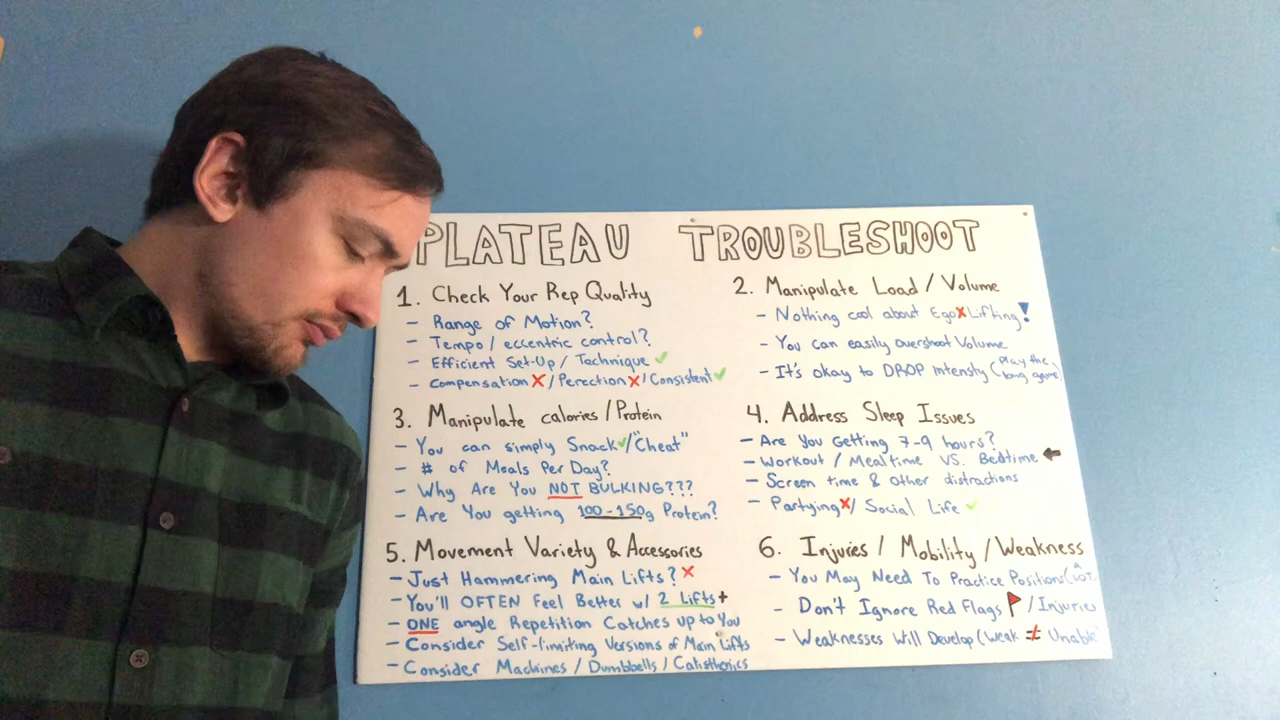 PLATEAU TROUBLESHOOT
1. Check Your Rep Quality
- Range of Motion?
- Tempo / eccentric control?
- Efficient Set-Up / Technique ✓
- Compensation X / Perection X / Consistent ✓
2. Manipulate Load / Volume
- Nothing cool about Ego X Lifting!
- You can easily overshoot Volume
- It's okay to DROP intensity (Play the long game)
3. Manipulate calories / Protein
- You can simply Snack ✓ / "Cheat"
- # of Meals Per Day?
- Why Are You NOT BULKING???
- Are You getting 100-150g Protein?
4. Address Sleep Issues
- Are You Getting 7-9 hours?
- Workout / Mealtime VS. Bedtime ←
- Screen time & other distractions
- Partying X / Social Life ✓
5. Movement Variety & Accessories
- Just Hammering Main Lifts? X
- You'll OFTEN Feel Better w/ 2 Lifts +
- ONE angle Repetition Catches up to You
- Consider Self-limiting Versions of Main Lifts
- Consider Machines / Dumbbells / Calisthenics
6. Injuries / Mobility / Weakness
- You May Need To Practice Positions
- Don't Ignore Red Flags / Injuries
- Weaknesses Will Develop (Weak ≠ Unable